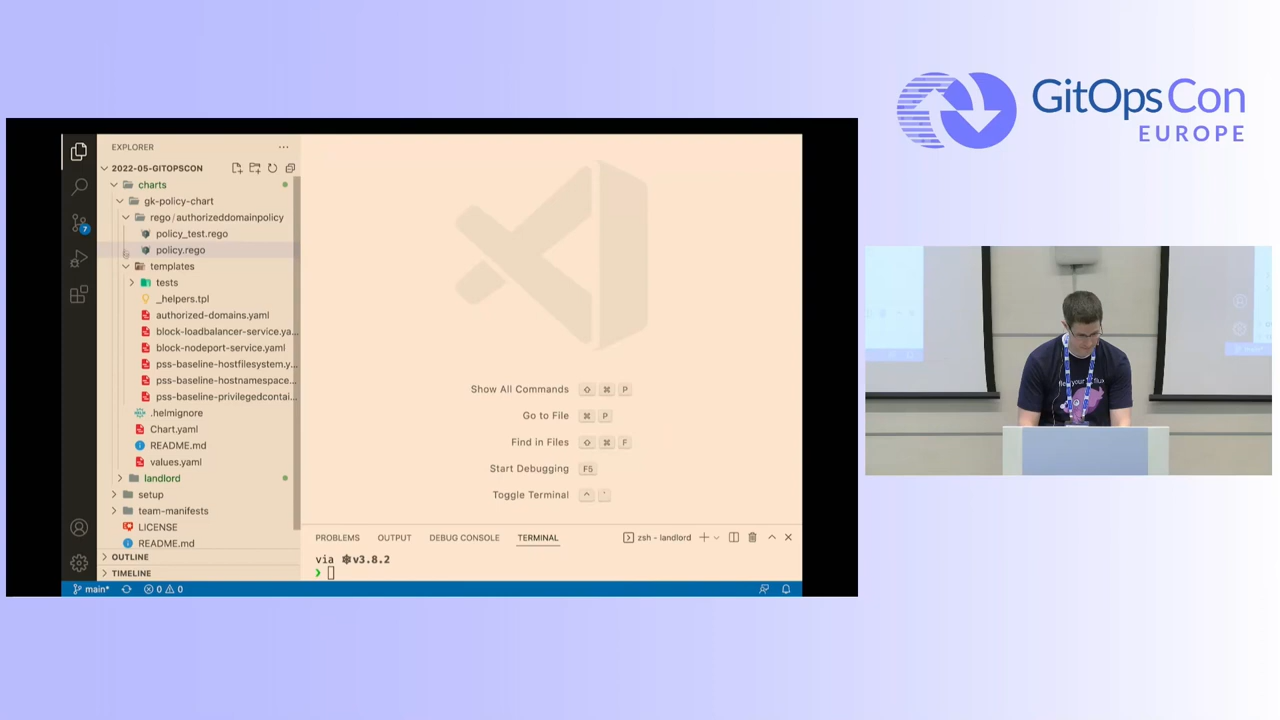 GitOpsCon
EUROPE
EXPLORER
2022-05-GITOPSCON
charts
gk-policy-chart
rego/authorizeddomainpolicy
policy_test.rego
policy.rego
templates
tests
_helpers.tpl
authorized-domains.yaml
block-loadbalancer-service.ya...
block-nodeport-service.yaml
pss-baseline-hostfilesystem.y...
pss-baseline-hostnamespace...
pss-baseline-privilegedcontai...
.helmignore
Chart.yaml
README.md
values.yaml
landlord
setup
team-manifests
LICENSE
README.md
OUTLINE
TIMELINE
7
Show All Commands ⇧ ⌘ P
Go to File ⌘ P
Find in Files ⇧ ⌘ F
Start Debugging F5
Toggle Terminal ^ `
PROBLEMS OUTPUT DEBUG CONSOLE TERMINAL zsh - landlord
via ⎈v3.8.2
❯
main* 0 0